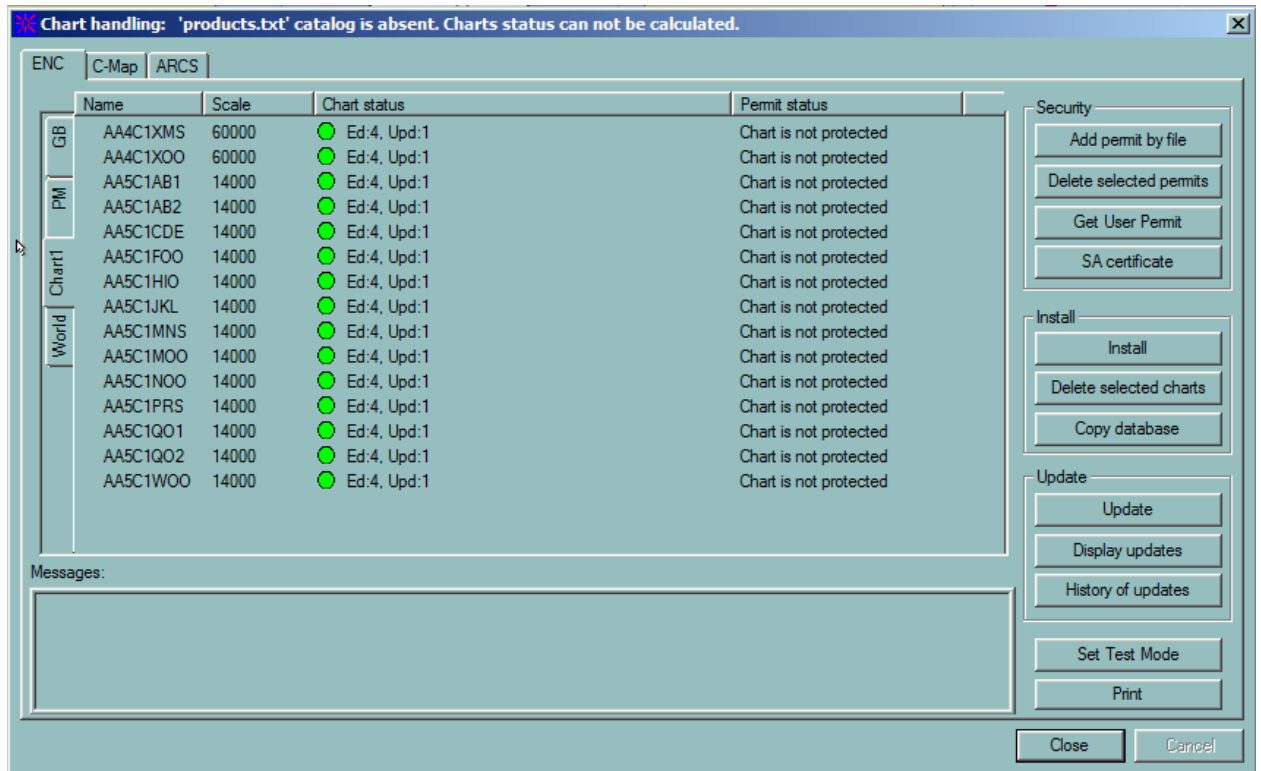 Chart handling: 'products.txt' catalog is absent. Charts status can not be calculated.
ENC C-Map ARCS
Name Scale Chart status Permit status
GB
PM
Chart1
World
AA4C1XMS 60000 Ed:4, Upd:1 Chart is not protected
AA4C1XOO 60000 Ed:4, Upd:1 Chart is not protected
AA5C1AB1 14000 Ed:4, Upd:1 Chart is not protected
AA5C1AB2 14000 Ed:4, Upd:1 Chart is not protected
AA5C1CDE 14000 Ed:4, Upd:1 Chart is not protected
AA5C1FOO 14000 Ed:4, Upd:1 Chart is not protected
AA5C1HIO 14000 Ed:4, Upd:1 Chart is not protected
AA5C1JKL 14000 Ed:4, Upd:1 Chart is not protected
AA5C1MNS 14000 Ed:4, Upd:1 Chart is not protected
AA5C1MOO 14000 Ed:4, Upd:1 Chart is not protected
AA5C1NOO 14000 Ed:4, Upd:1 Chart is not protected
AA5C1PRS 14000 Ed:4, Upd:1 Chart is not protected
AA5C1QO1 14000 Ed:4, Upd:1 Chart is not protected
AA5C1QO2 14000 Ed:4, Upd:1 Chart is not protected
AA5C1WOO 14000 Ed:4, Upd:1 Chart is not protected
Security
Add permit by file
Delete selected permits
Get User Permit
SA certificate
Install
Install
Delete selected charts
Copy database
Update
Update
Display updates
History of updates
Set Test Mode
Print
Messages:
Close Cancel